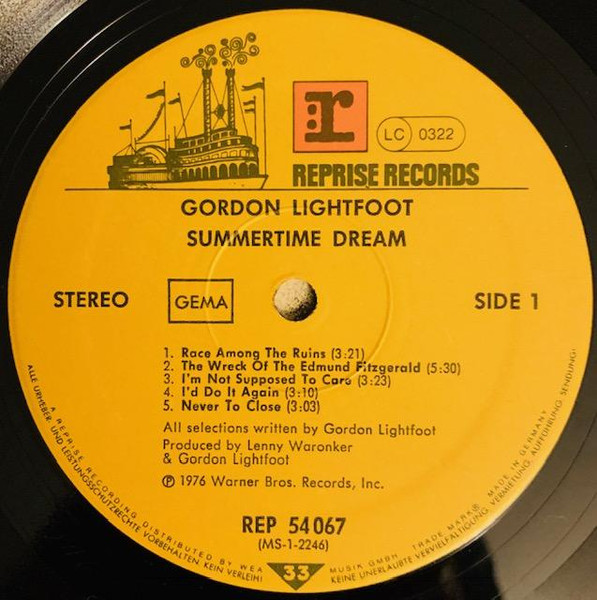 r
LC 0322
REPRISE RECORDS
GORDON LIGHTFOOT
SUMMERTIME DREAM
STEREO
GEMA
SIDE 1
1. Race Among The Ruins (3:21)
2. The Wreck Of The Edmund Fitzgerald (5:30)
3. I'm Not Supposed To Care (3:23)
4. I'd Do It Again (3:10)
5. Never To Close (3:03)
All selections written by Gordon Lightfoot
Produced by Lenny Waronker
& Gordon Lightfoot
℗ 1976 Warner Bros. Records, Inc.
REP 54 067
(MS-1-2246)
33
A REPRISE RECORDING DISTRIBUTED BY WEA MUSIK GMBH TRADE MARK® MADE IN GERMANY
ALLE URHEBER- UND LEISTUNGSSCHUTZRECHTE VORBEHALTEN. KEIN VERLEIH! KEINE UNERLAUBTE VERVIELFÄLTIGUNG, VERMIETUNG, AUFFÜHRUNG, SENDUNG!